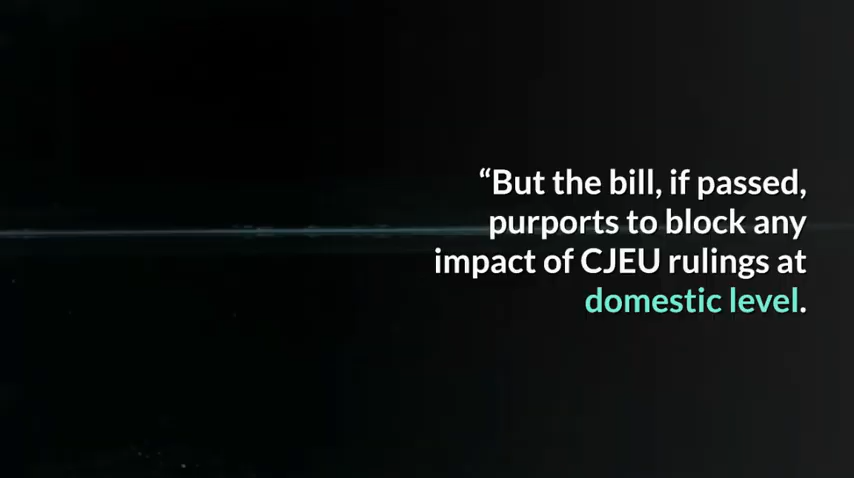 “But the bill, if passed,
purports to block any
impact of CJEU rulings at
domestic level.